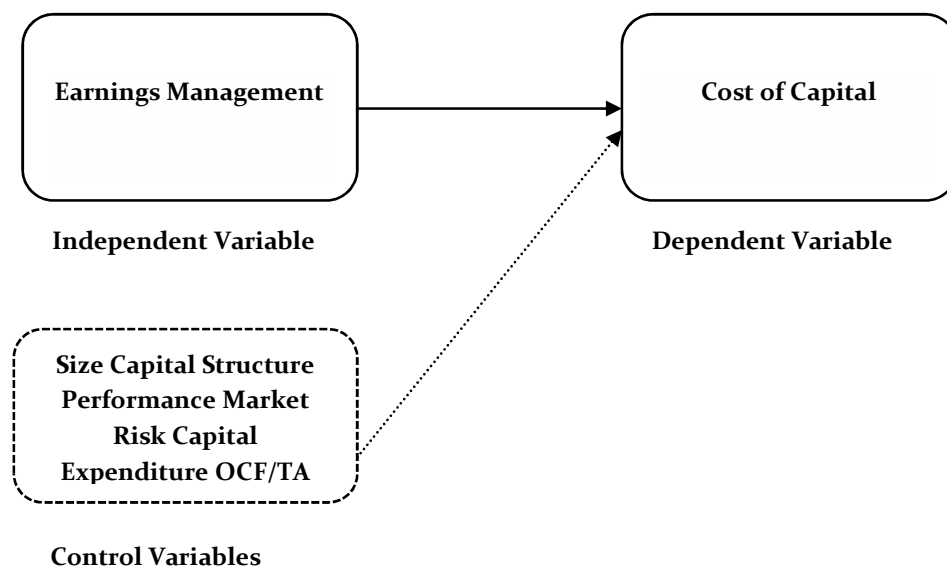 Earnings Management
Cost of Capital
Independent Variable
Dependent Variable
Size Capital Structure
Performance Market
Risk Capital
Expenditure OCF/TA
Control Variables